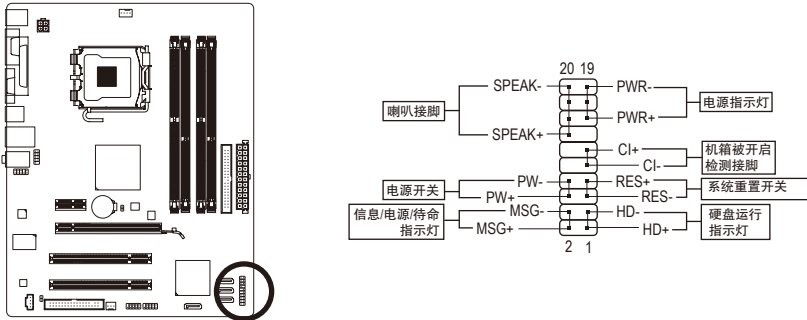 20 19
SPEAK- PWR-
电源指示灯
喇叭接脚
PWR+
SPEAK+
CI+
机箱被开启
检测接脚
CI-
PW- RES+
电源开关
系统重置开关
PW+ RES-
信息/电源/待命
指示灯
MSG- HD-
硬盘运行
指示灯
MSG+ HD+
2 1